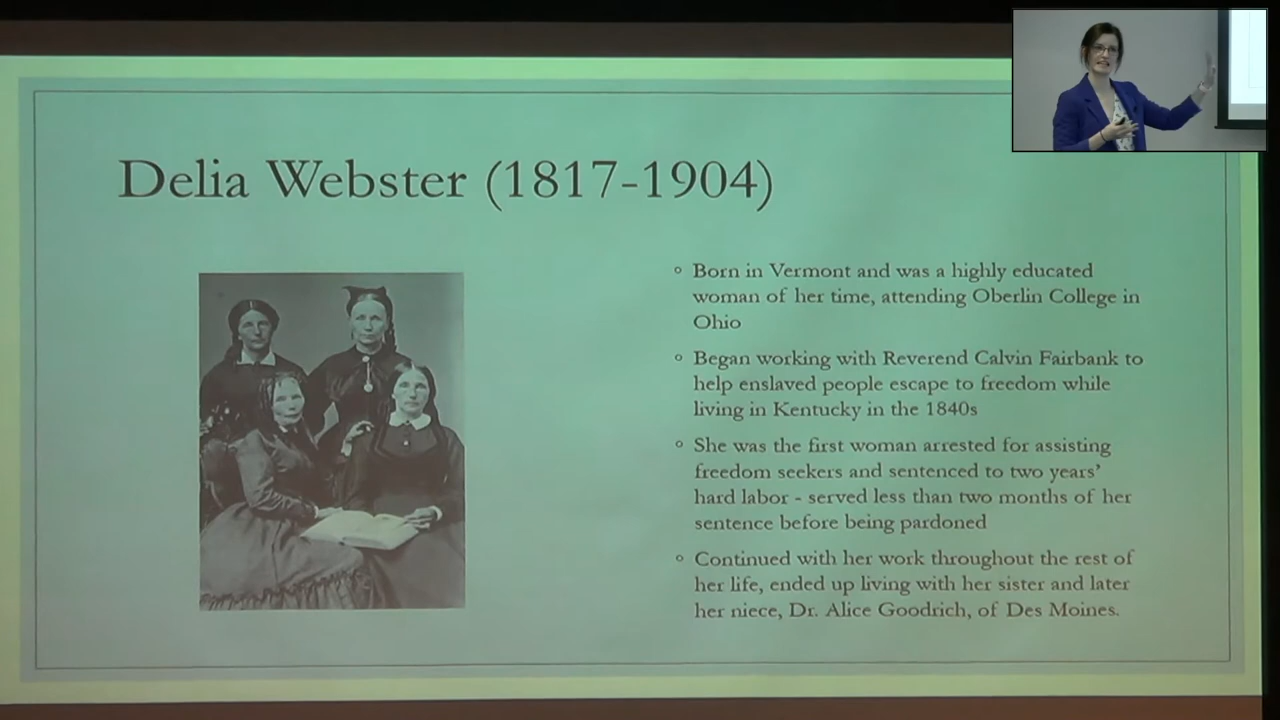 Delia Webster (1817-1904)
Born in Vermont and was a highly educated
woman of her time, attending Oberlin College in
Ohio
Began working with Reverend Calvin Fairbank to
help enslaved people escape to freedom while
living in Kentucky in the 1840s
She was the first woman arrested for assisting
freedom seekers and sentenced to two years'
hard labor - served less than two months of her
sentence before being pardoned
Continued with her work throughout the rest of
her life, ended up living with her sister and later
her niece, Dr. Alice Goodrich, of Des Moines.